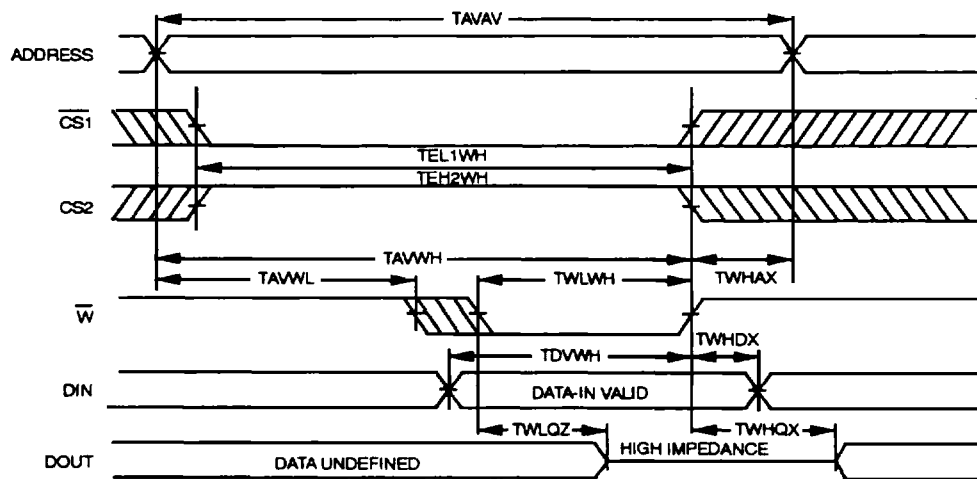 TAVAV
ADDRESS
CS1
TEL1WH
TEH2WH
CS2
TAVWH
TAVWL
TWLWH
TWHAX
W
TWHDX
TDVWH
DIN
DATA-IN VALID
TWLQZ
TWHQX
HIGH IMPEDANCE
DOUT
DATA UNDEFINED